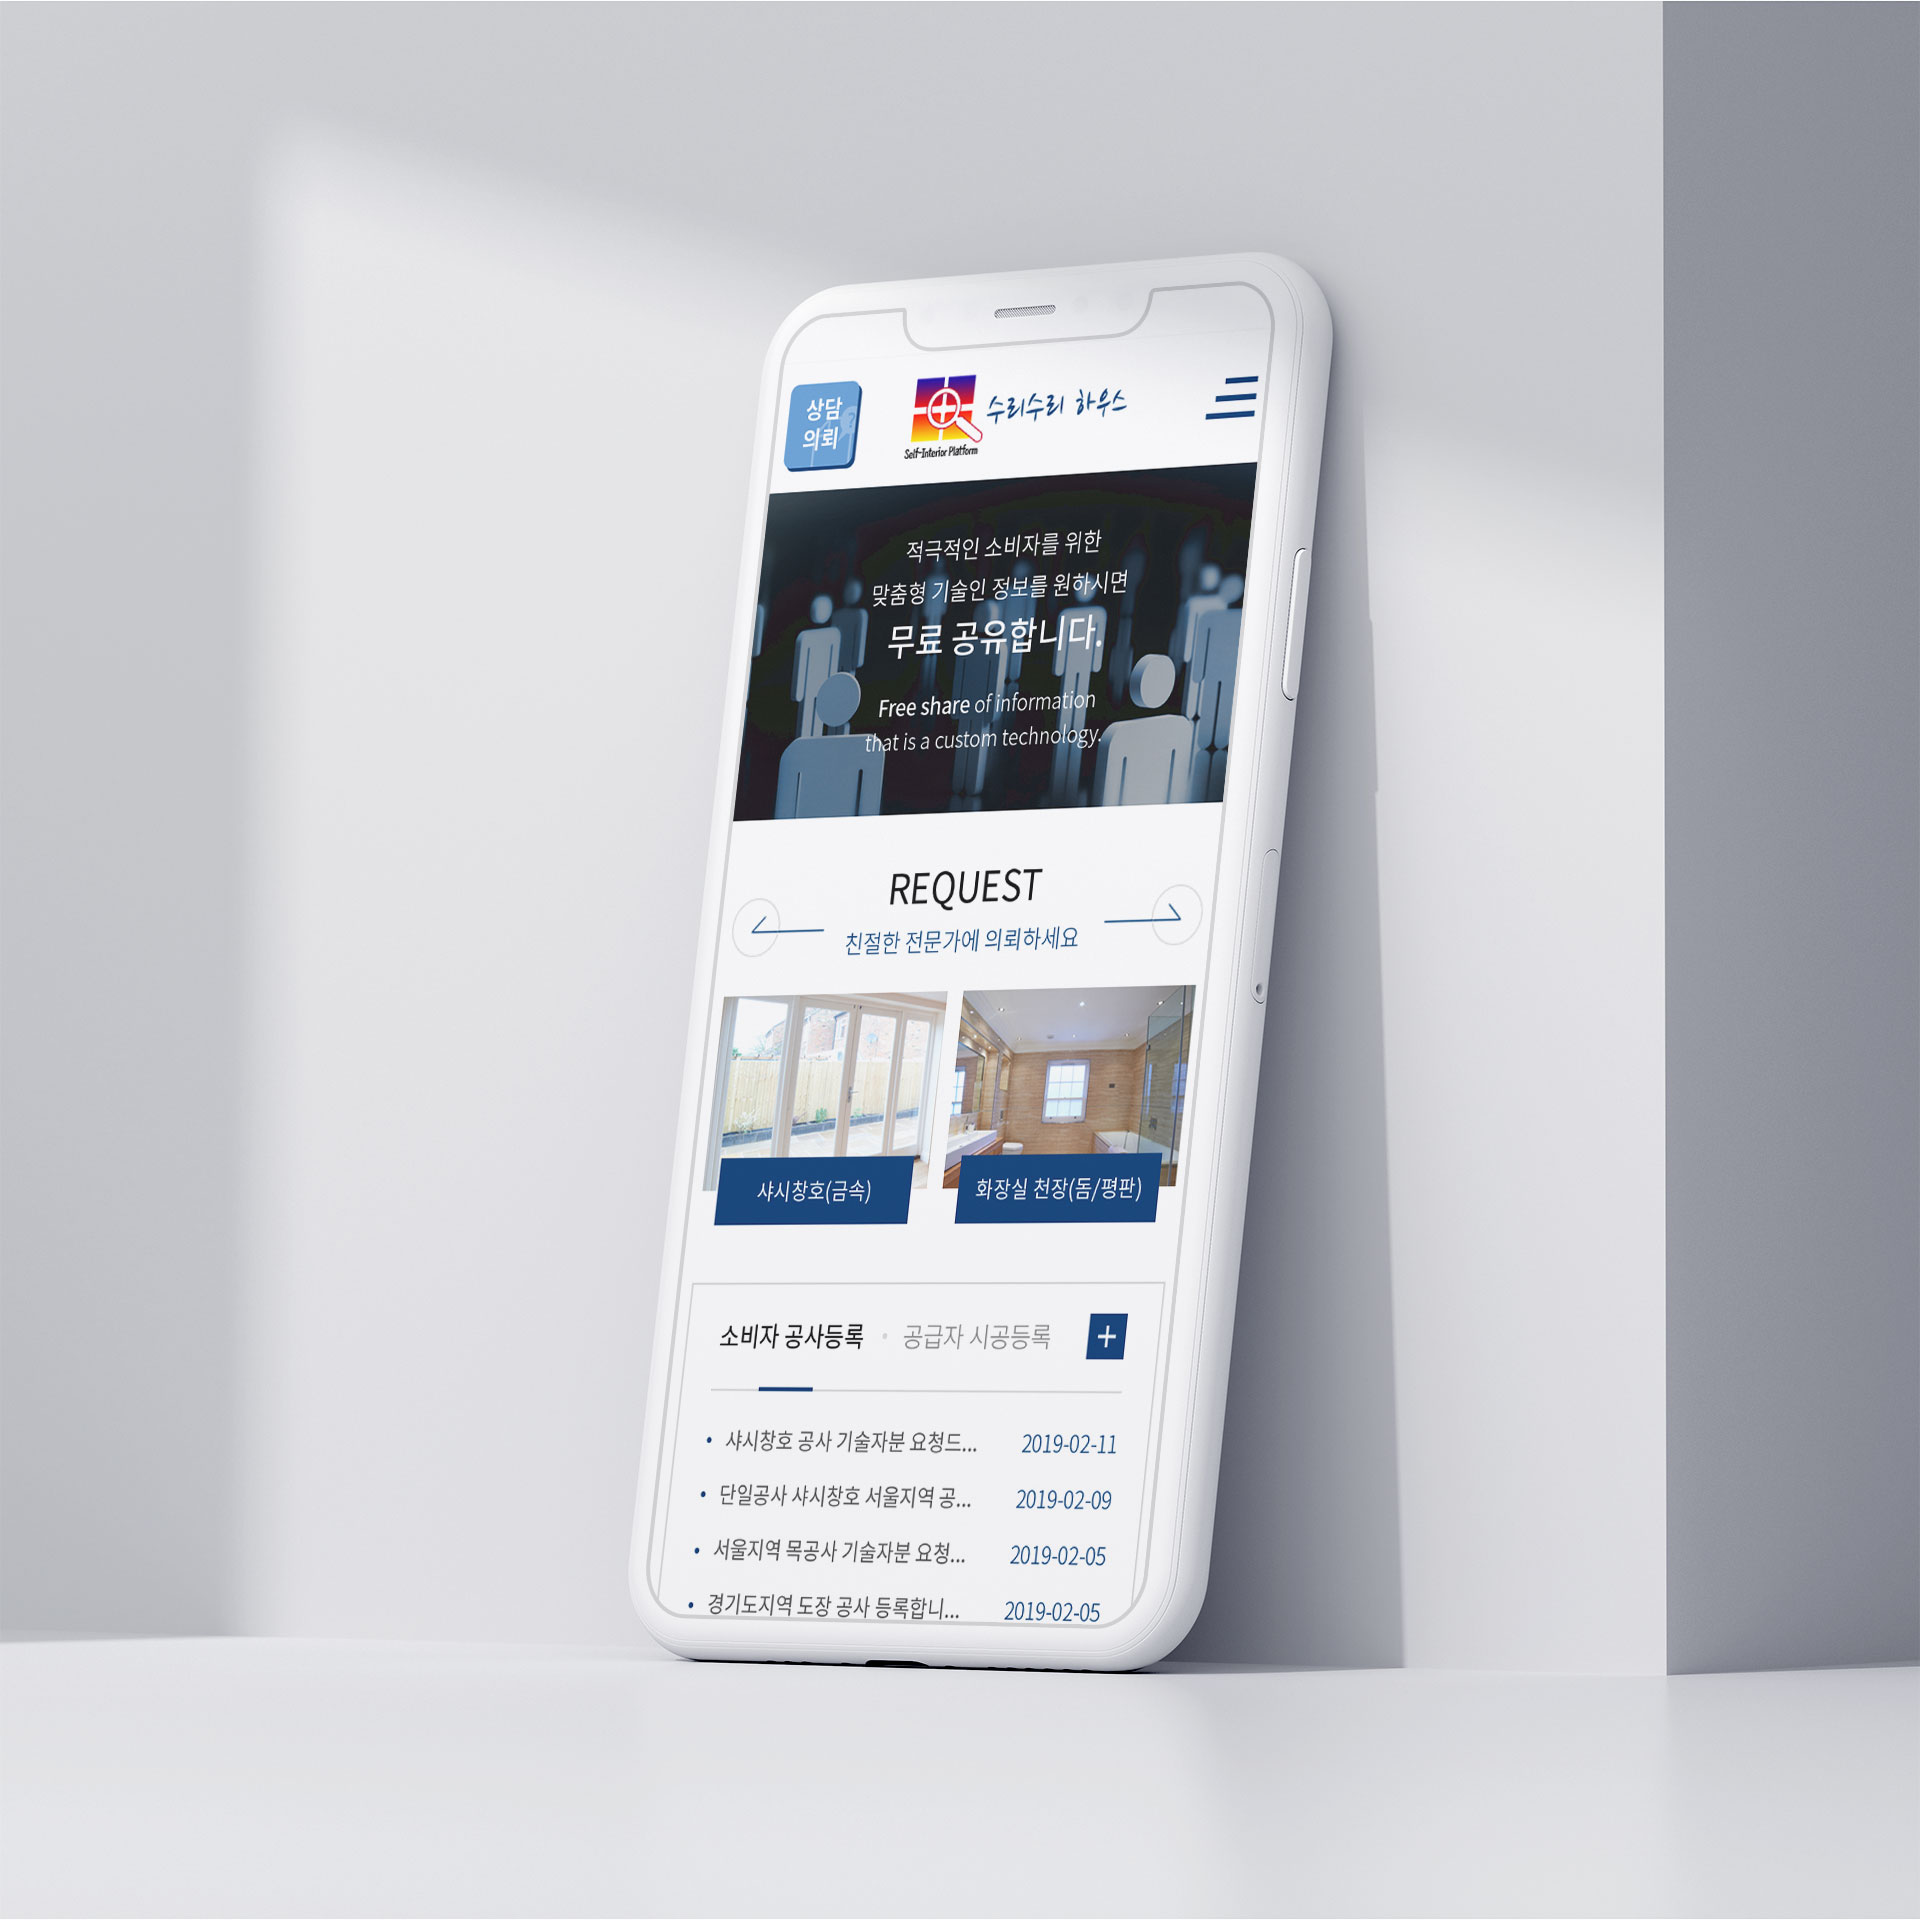 상담
의뢰
수리수리 하우스
Self-Interior Platform
적극적인 소비자를 위한
맞춤형 기술인 정보를 원하시면
무료 공유합니다.
Free share of information
that is a custom technology.
REQUEST
친절한 전문가에 의뢰하세요
샤시창호(금속)
화장실 천장(돔/평판)
소비자 공사등록 • 공급자 시공등록 +
• 샤시창호 공사 기술자분 요청드... 2019-02-11
• 단일공사 샤시창호 서울지역 공... 2019-02-09
• 서울지역 목공사 기술자분 요청... 2019-02-05
• 경기도지역 도장 공사 등록합니... 2019-02-05